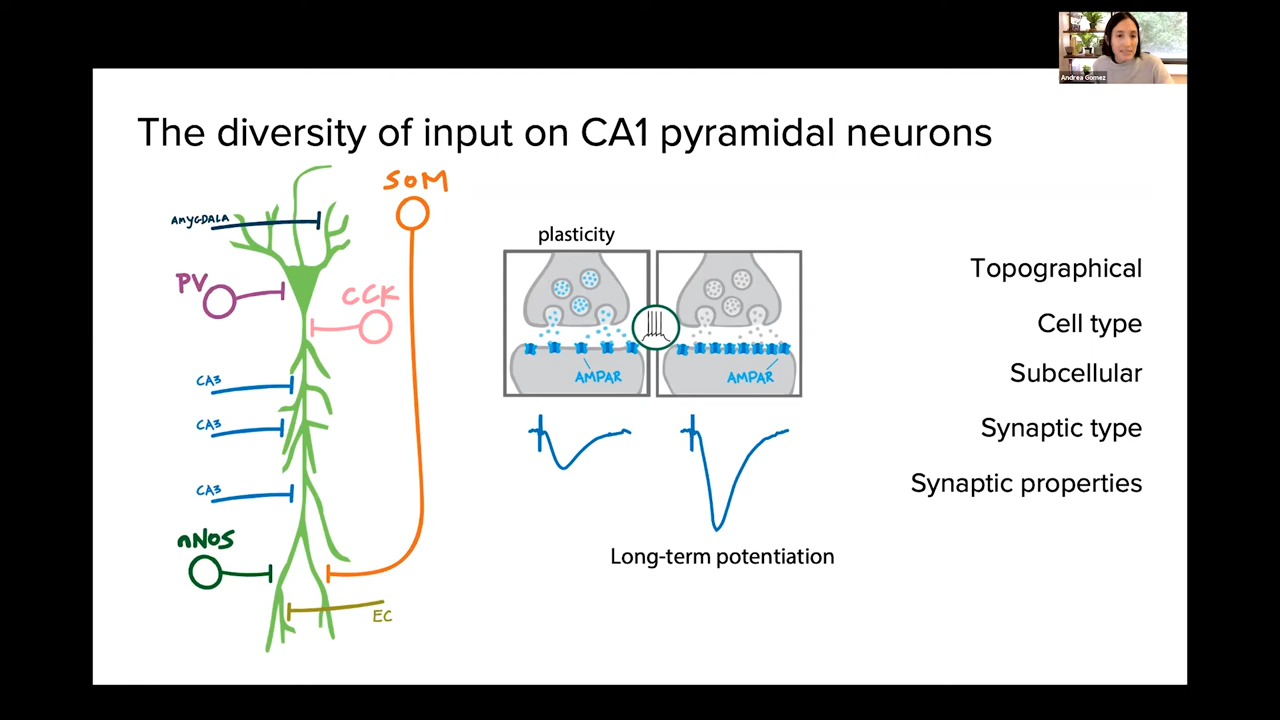 Andrea Gomez
The diversity of input on CA1 pyramidal neurons
SOM
AMYGDALA
PV
CCK
CA3
CA3
CA3
nNOS
EC
plasticity
AMPAR
AMPAR
Long-term potentiation
Topographical
Cell type
Subcellular
Synaptic type
Synaptic properties